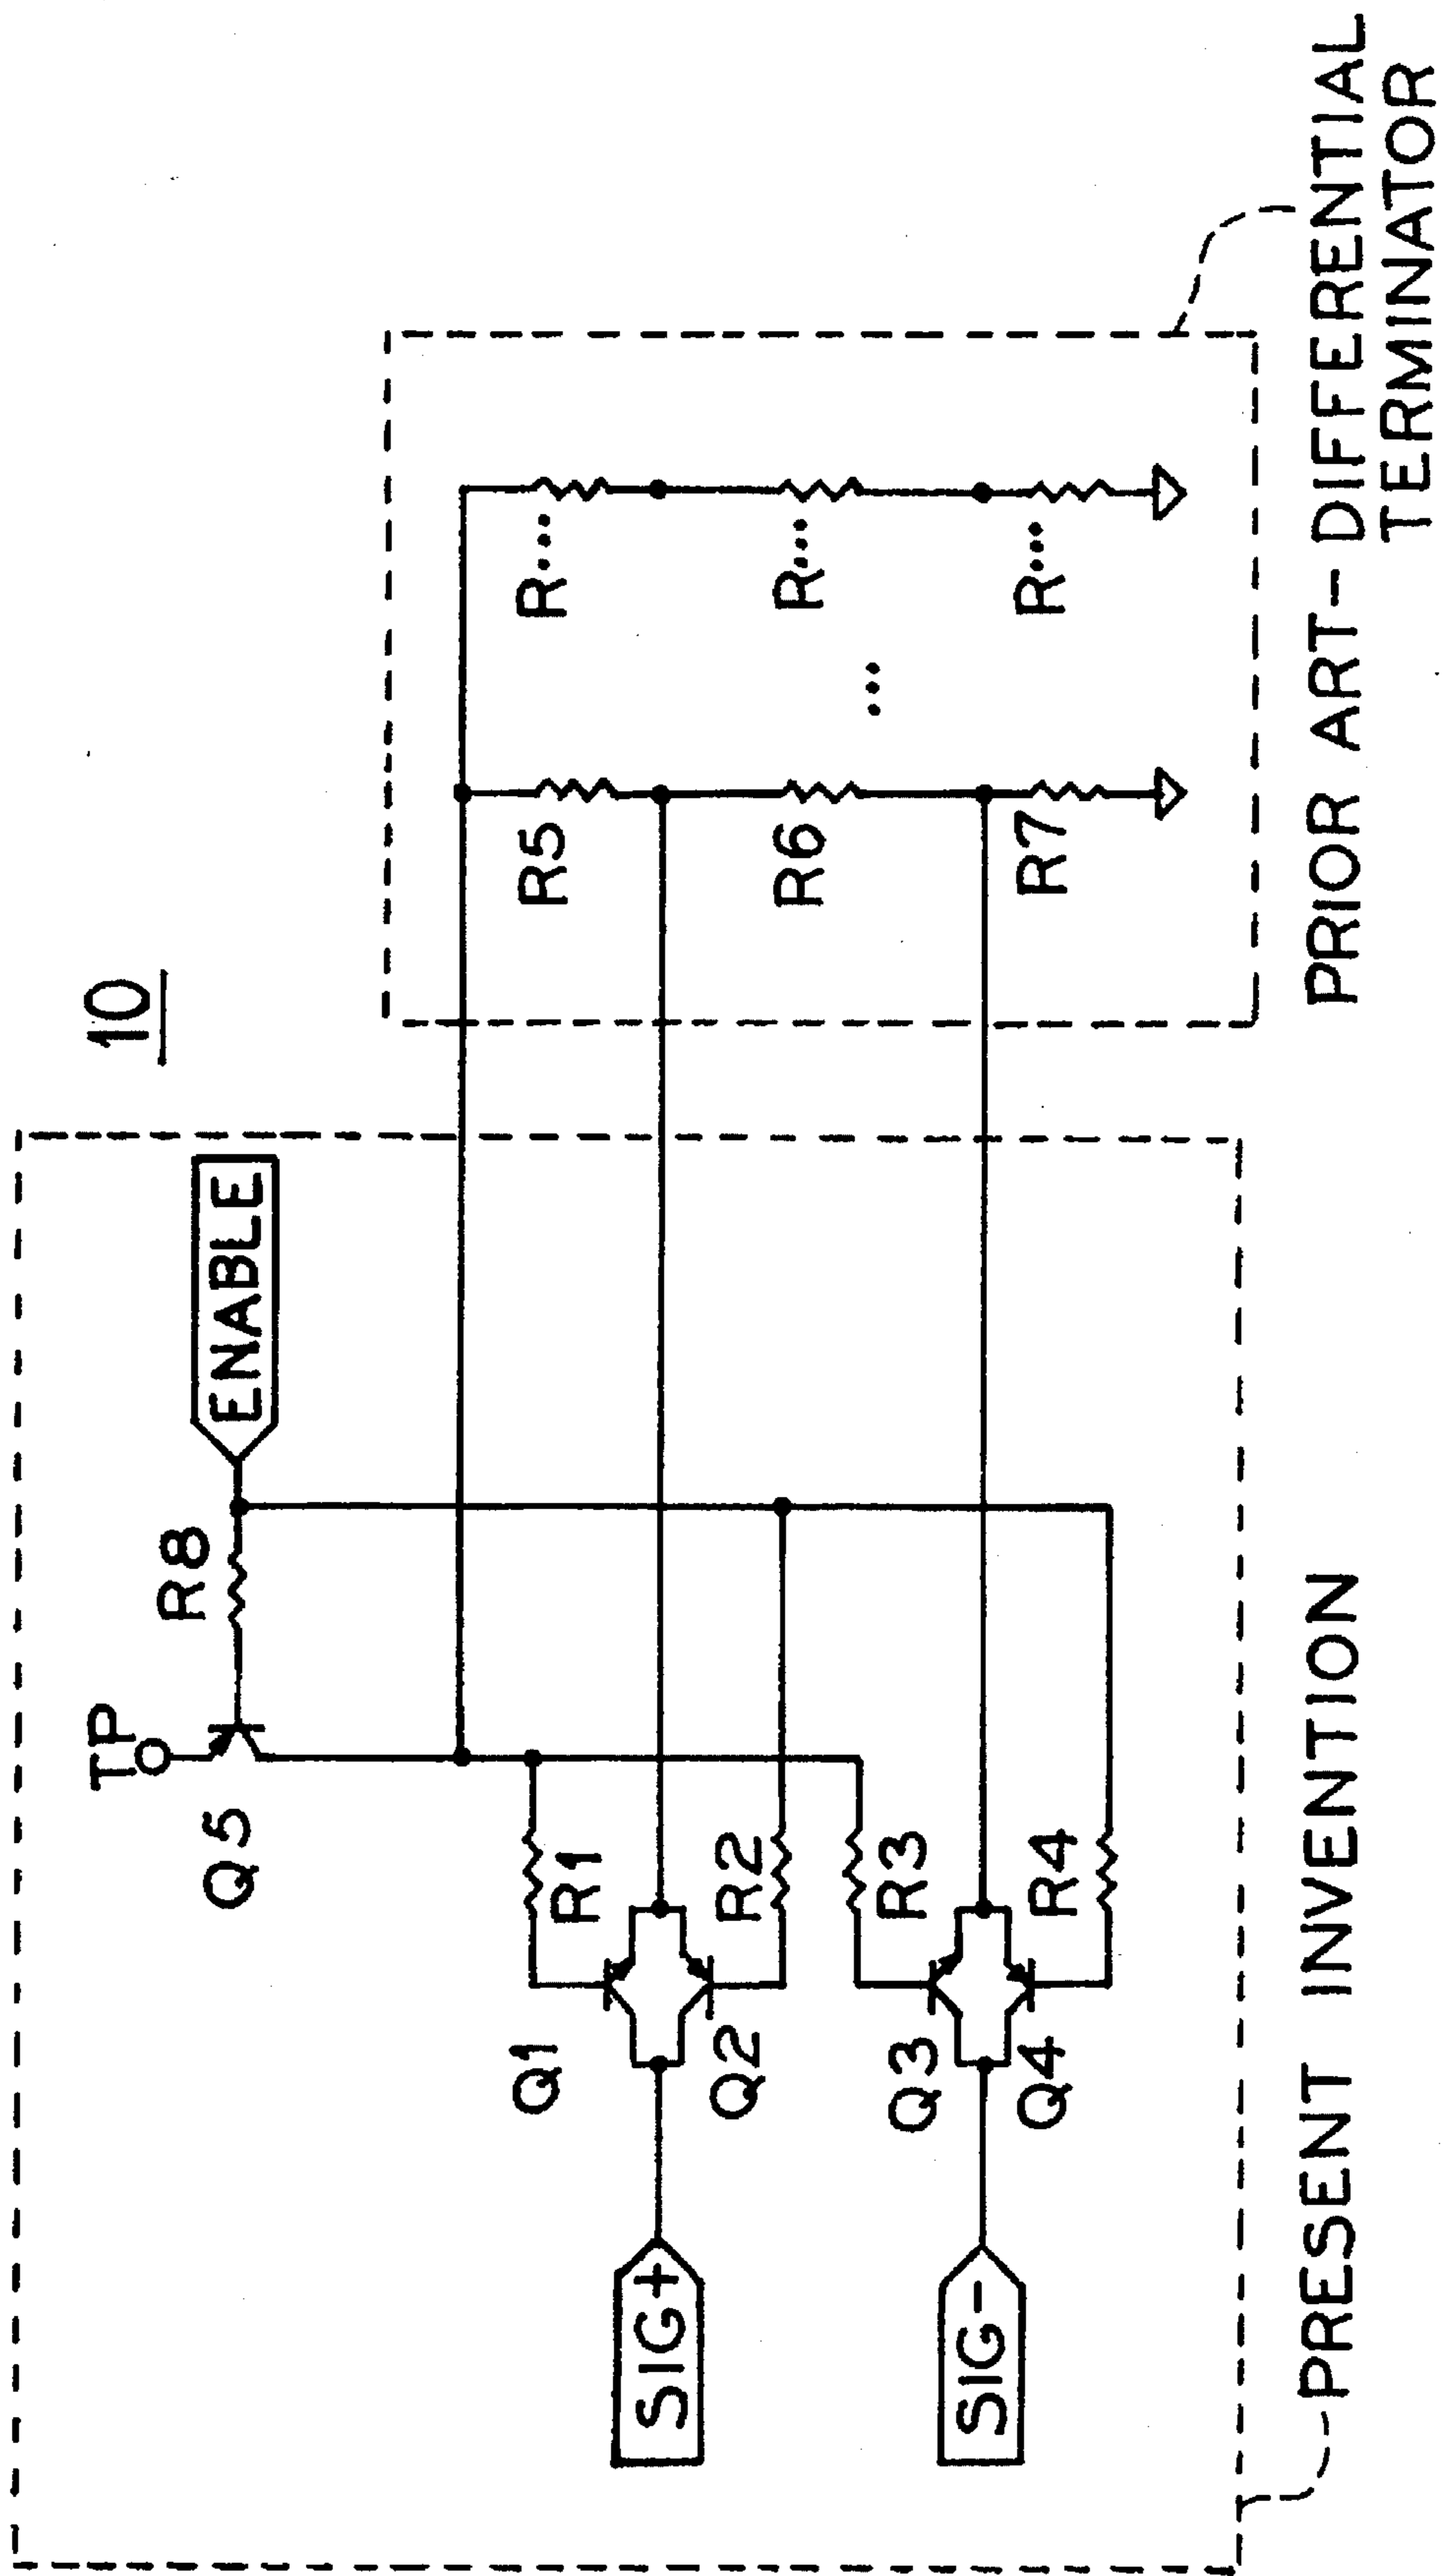 10
TP
R8
ENABLE
Q5
Q1
R1
Q2
R2
Q3
R3
Q4
R4
SIG+
SIG-
R5
R...
R6
R...
...
R7
R...
PRESENT INVENTION
PRIOR ART-DIFFERENTIAL
TERMINATOR